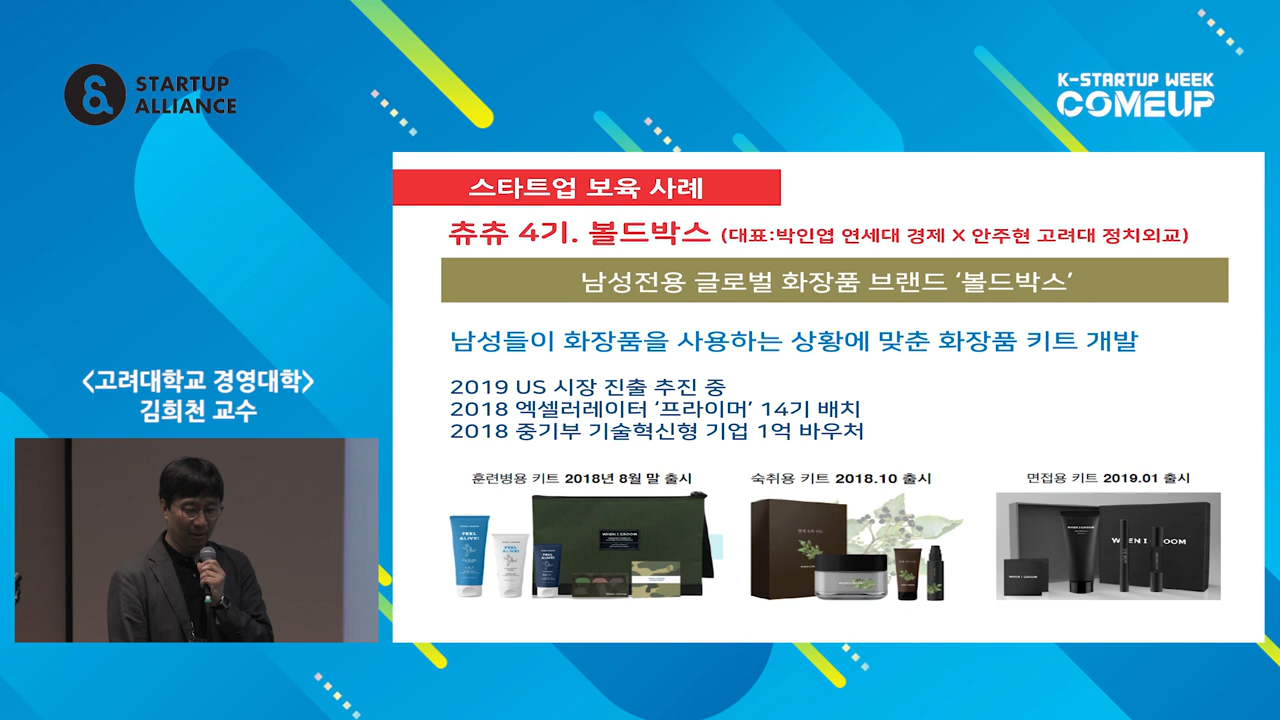 STARTUP
ALLIANCE
K-STARTUP WEEK
COMEUP
스타트업 보육 사례
츄츄 4기. 볼드박스 (대표:박인엽 연세대 경제 X 안주현 고려대 정치외교)
남성전용 글로벌 화장품 브랜드 ‘볼드박스’
남성들이 화장품을 사용하는 상황에 맞춘 화장품 키트 개발
2019 US 시장 진출 추진 중
2018 엑셀러레이터 ‘프라이머’ 14기 배치
2018 중기부 기술혁신형 기업 1억 바우처
<고려대학교 경영대학>
김희천 교수
훈련병용 키트 2018년 8월 말 출시
숙취용 키트 2018.10 출시
면접용 키트 2019.01 출시
FEEL
ALIVE!
FEEL
ALIVE!
FEEL
ALIVE!
WHEN I GROOM
WHEN I GROOM